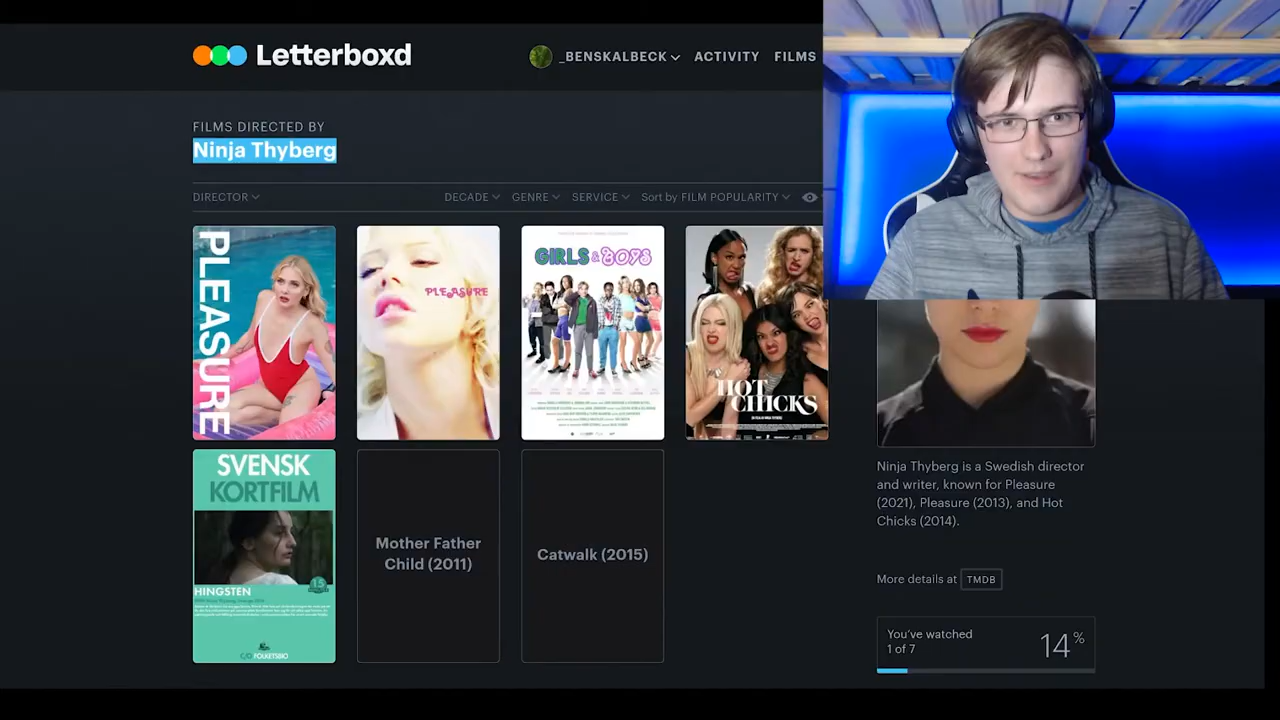 Letterboxd
_BENSKALBECK
ACTIVITY
FILMS
FILMS DIRECTED BY
Ninja Thyberg
DIRECTOR
DECADE
GENRE
SERVICE
Sort by FILM POPULARITY
PLEASURE
PLEASURE
GIRLS & BOYS
HOT
CHICKS
Ninja Thyberg is a Swedish director
and writer, known for Pleasure
(2021), Pleasure (2013), and Hot
Chicks (2014).
SVENSK
KORTFILM
15
HINGSTEN
C/O FOLKETSBIO
Mother Father
Child (2011)
Catwalk (2015)
More details at TMDB
You've watched
1 of 7
14%